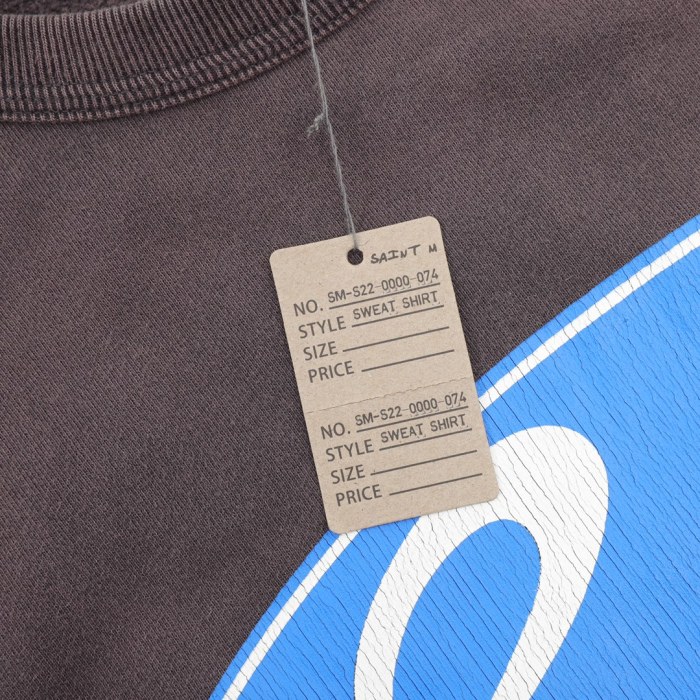 SAINT M
NO. SM-S22-0000-074
STYLE SWEAT SHIRT
SIZE
PRICE
NO. SM-S22-0000-074
STYLE SWEAT SHIRT
SIZE
PRICE